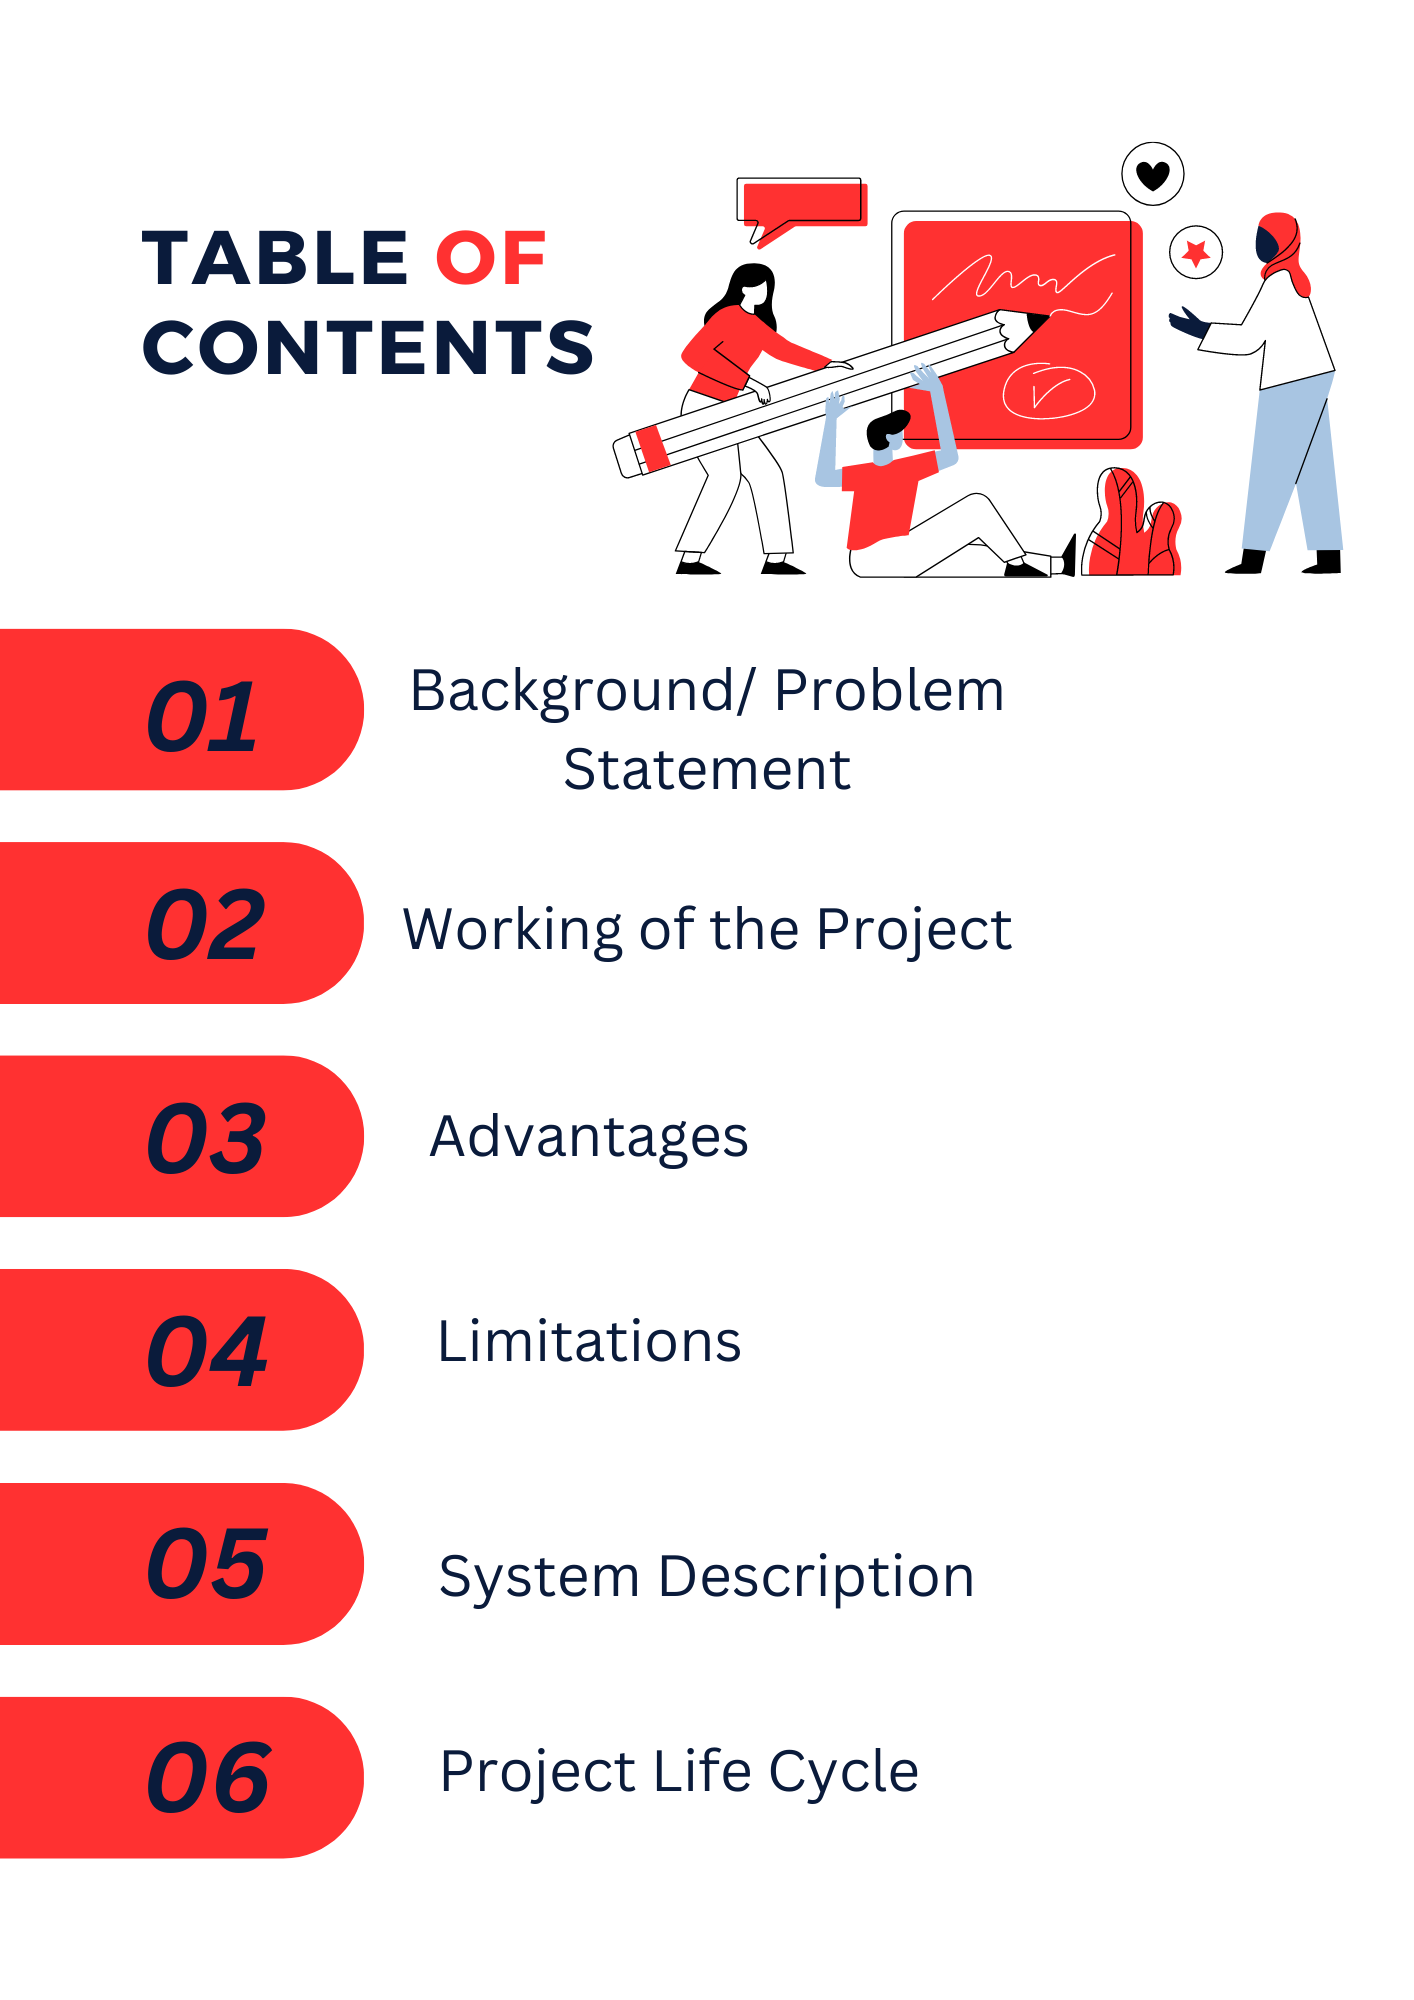 TABLE OF
CONTENTS
01
Background/ Problem
Statement
02
Working of the Project
03
Advantages
04
Limitations
05
System Description
06
Project Life Cycle